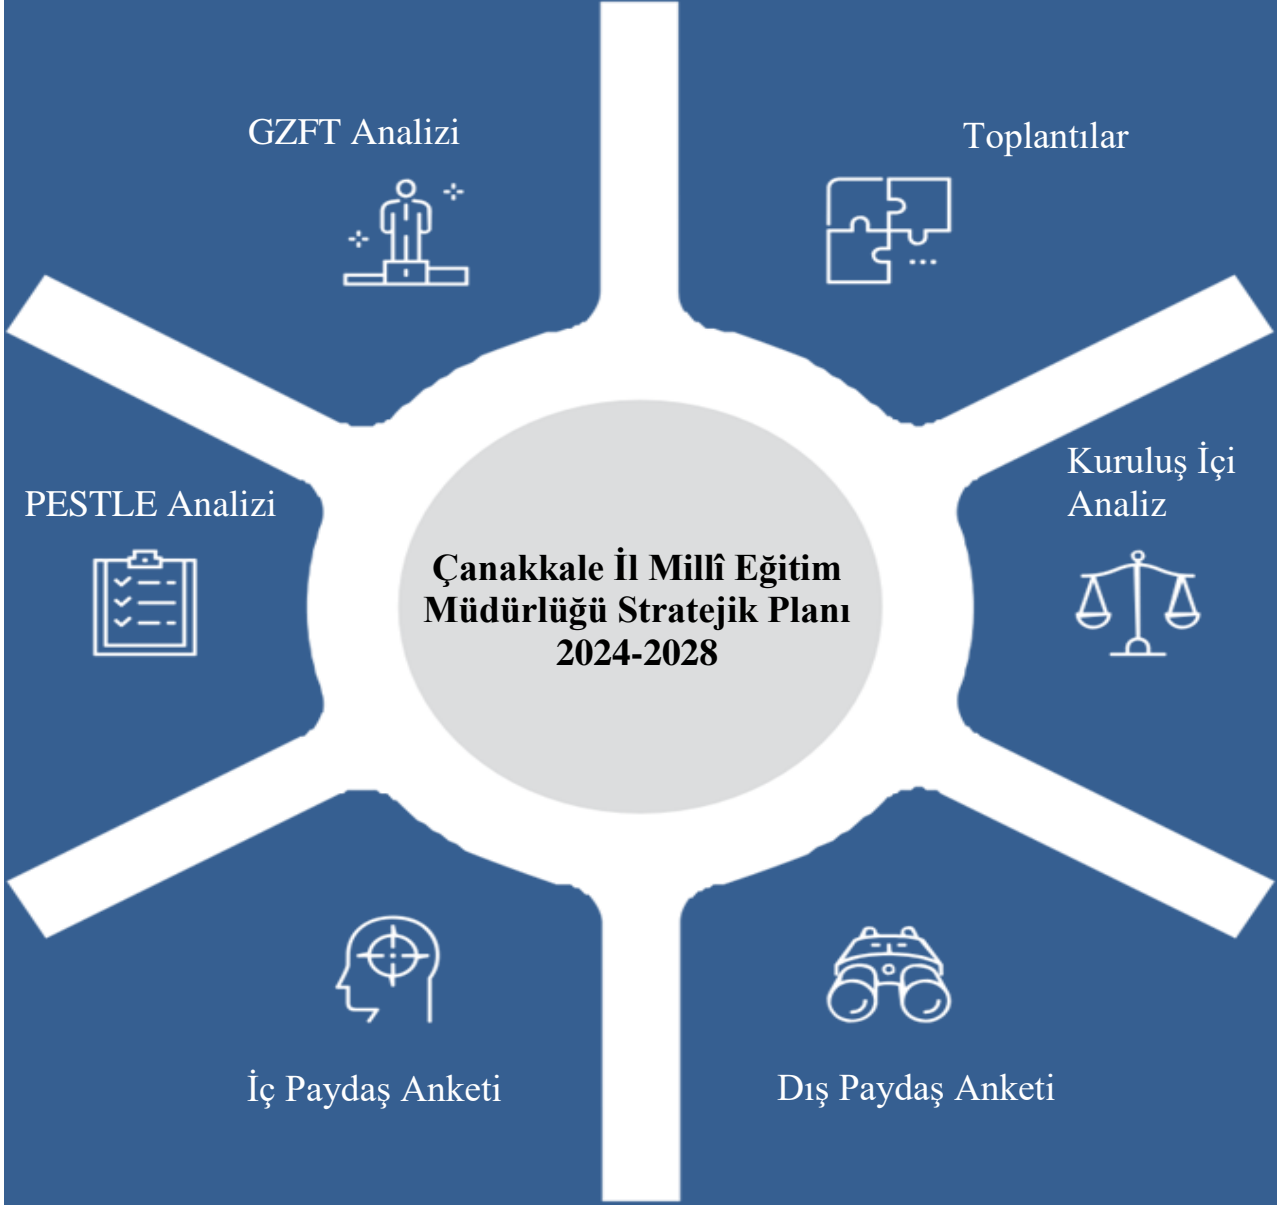 GZFT Analizi
Toplantılar
Kuruluş İçi
Analiz
PESTLE Analizi
Çanakkale İl Millî Eğitim
Müdürlüğü Stratejik Planı
2024-2028
İç Paydaş Anketi
Dış Paydaş Anketi